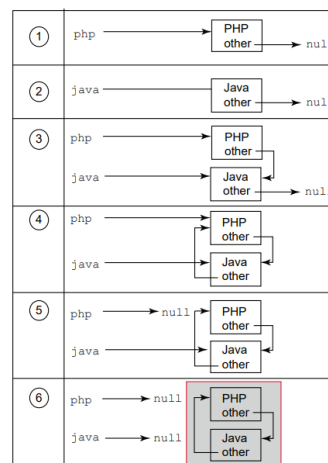 1 php PHP
other null
2 java Java
other null
3 php PHP
other
java Java
other null
4 php PHP
other
java Java
other
5 php null PHP
other
java Java
other
6 php null PHP
other
java null Java
other